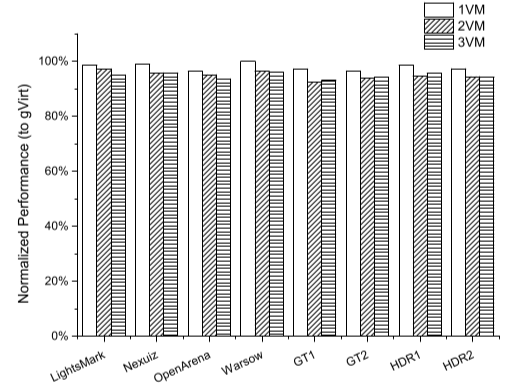 1VM
2VM
3VM
Normalized Performance (to gVirt)
100%
80%
60%
40%
20%
0%
LightsMark
Nexuiz
OpenArena
Warsow
GT1
GT2
HDR1
HDR2